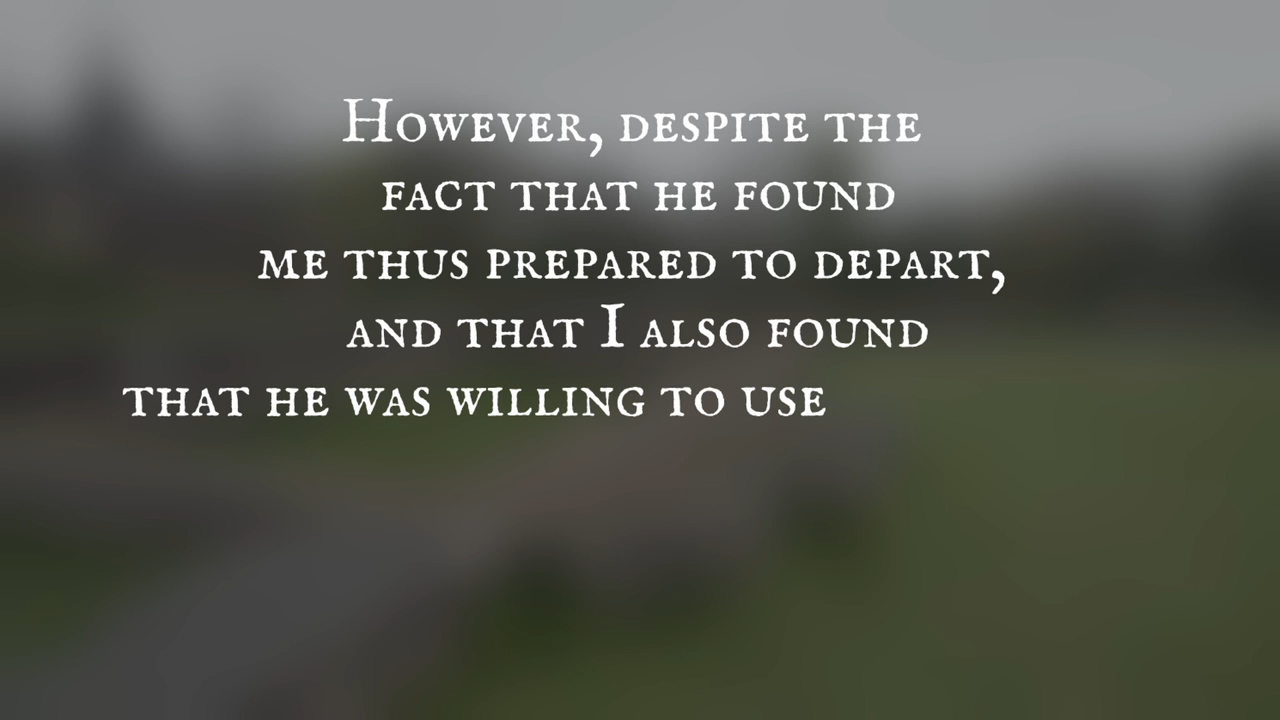 However, despite the
fact that he found
me thus prepared to depart,
and that I also found
that he was willing to use